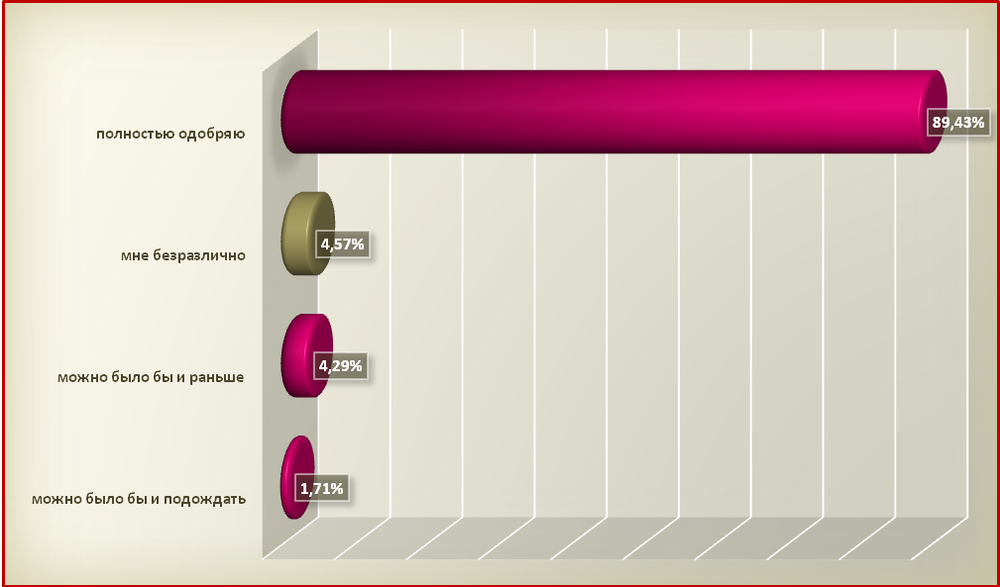 полностью одобряю
89,43%
мне безразлично
4,57%
можно было бы и раньше
4,29%
можно было бы и подождать
1,71%